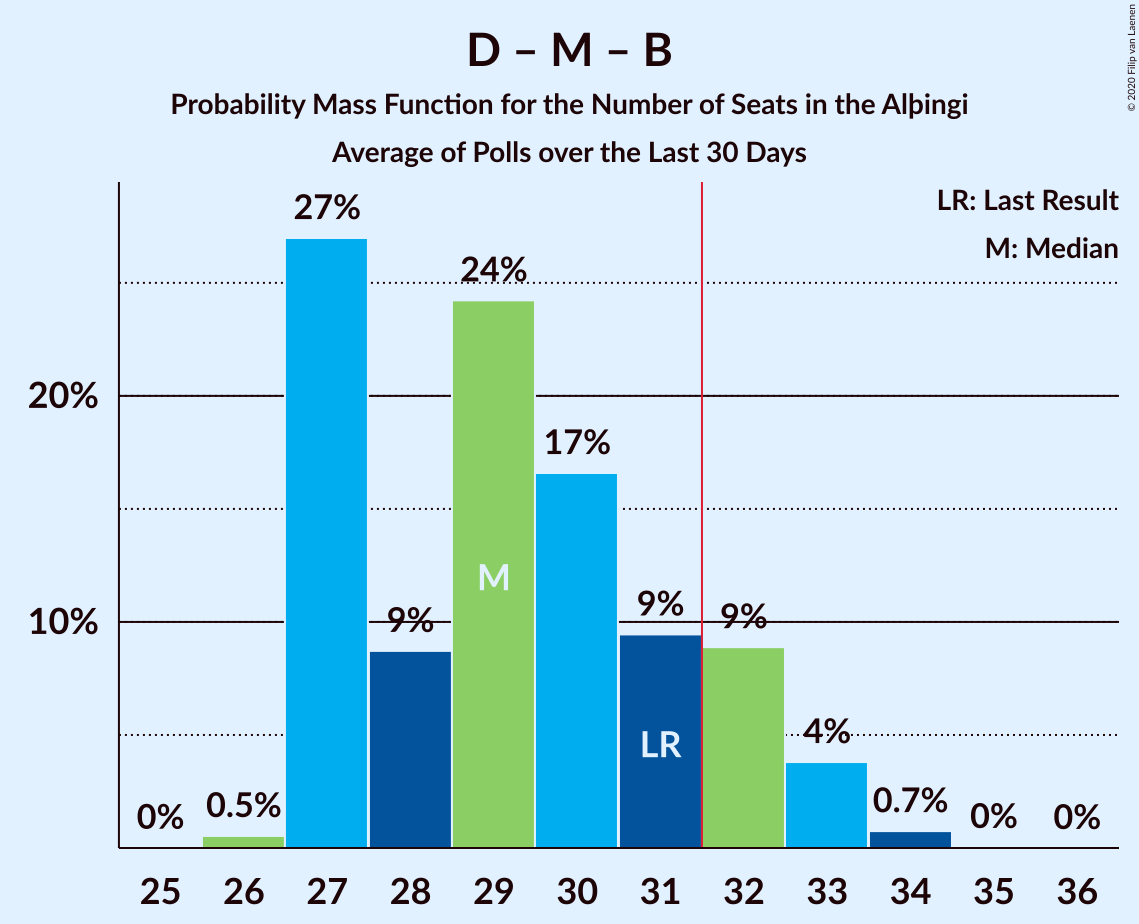 D – M – B
Probability Mass Function for the Number of Seats in the Alþingi
Average of Polls over the Last 30 Days
© 2020 Filip van Laenen
LR: Last Result
M: Median
27%
24%
20%
17%
M
10%
9%
9%
9%
LR
4%
0%
0.5%
0.7%
0%
0%
25 26 27 28 29 30 31 32 33 34 35 36